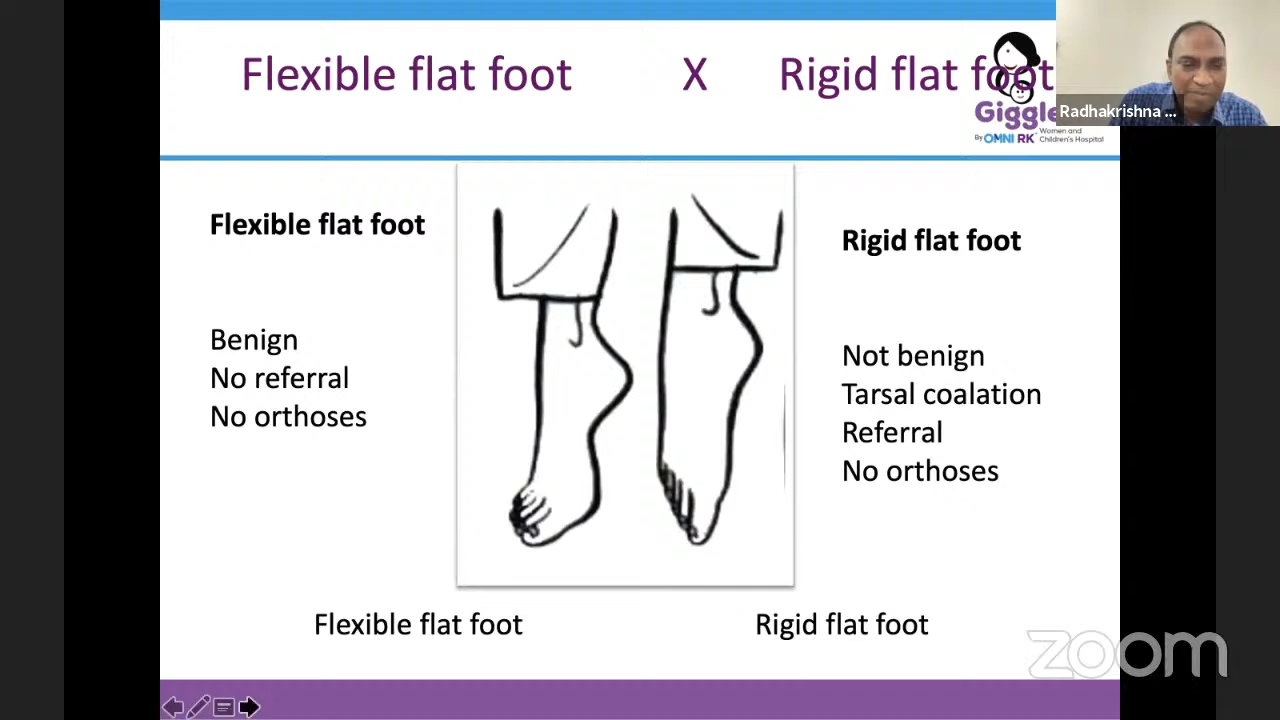 Flexible flat foot X Rigid flat foot
Giggle
By OMNI RK Women and Children's Hospital
Radhakrishna ...
Flexible flat foot
Benign
No referral
No orthoses
Rigid flat foot
Not benign
Tarsal coalation
Referral
No orthoses
Flexible flat foot
Rigid flat foot
zoom